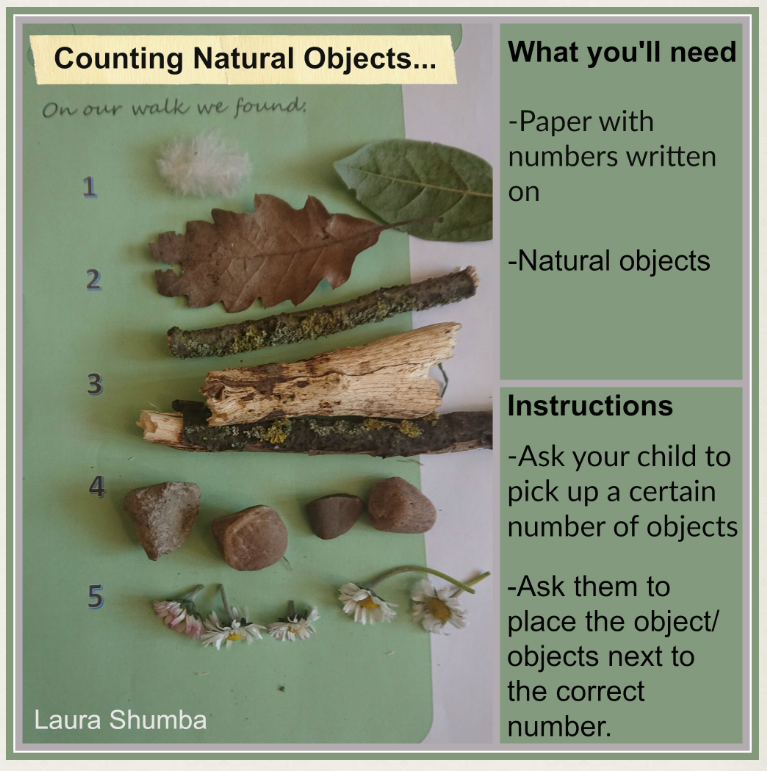 Counting Natural Objects...
On our walk we found:
1
2
3
4
5
Laura Shumba
What you'll need
-Paper with
numbers written
on
-Natural objects
Instructions
-Ask your child to
pick up a certain
number of objects
-Ask them to
place the object/
objects next to
the correct
number.